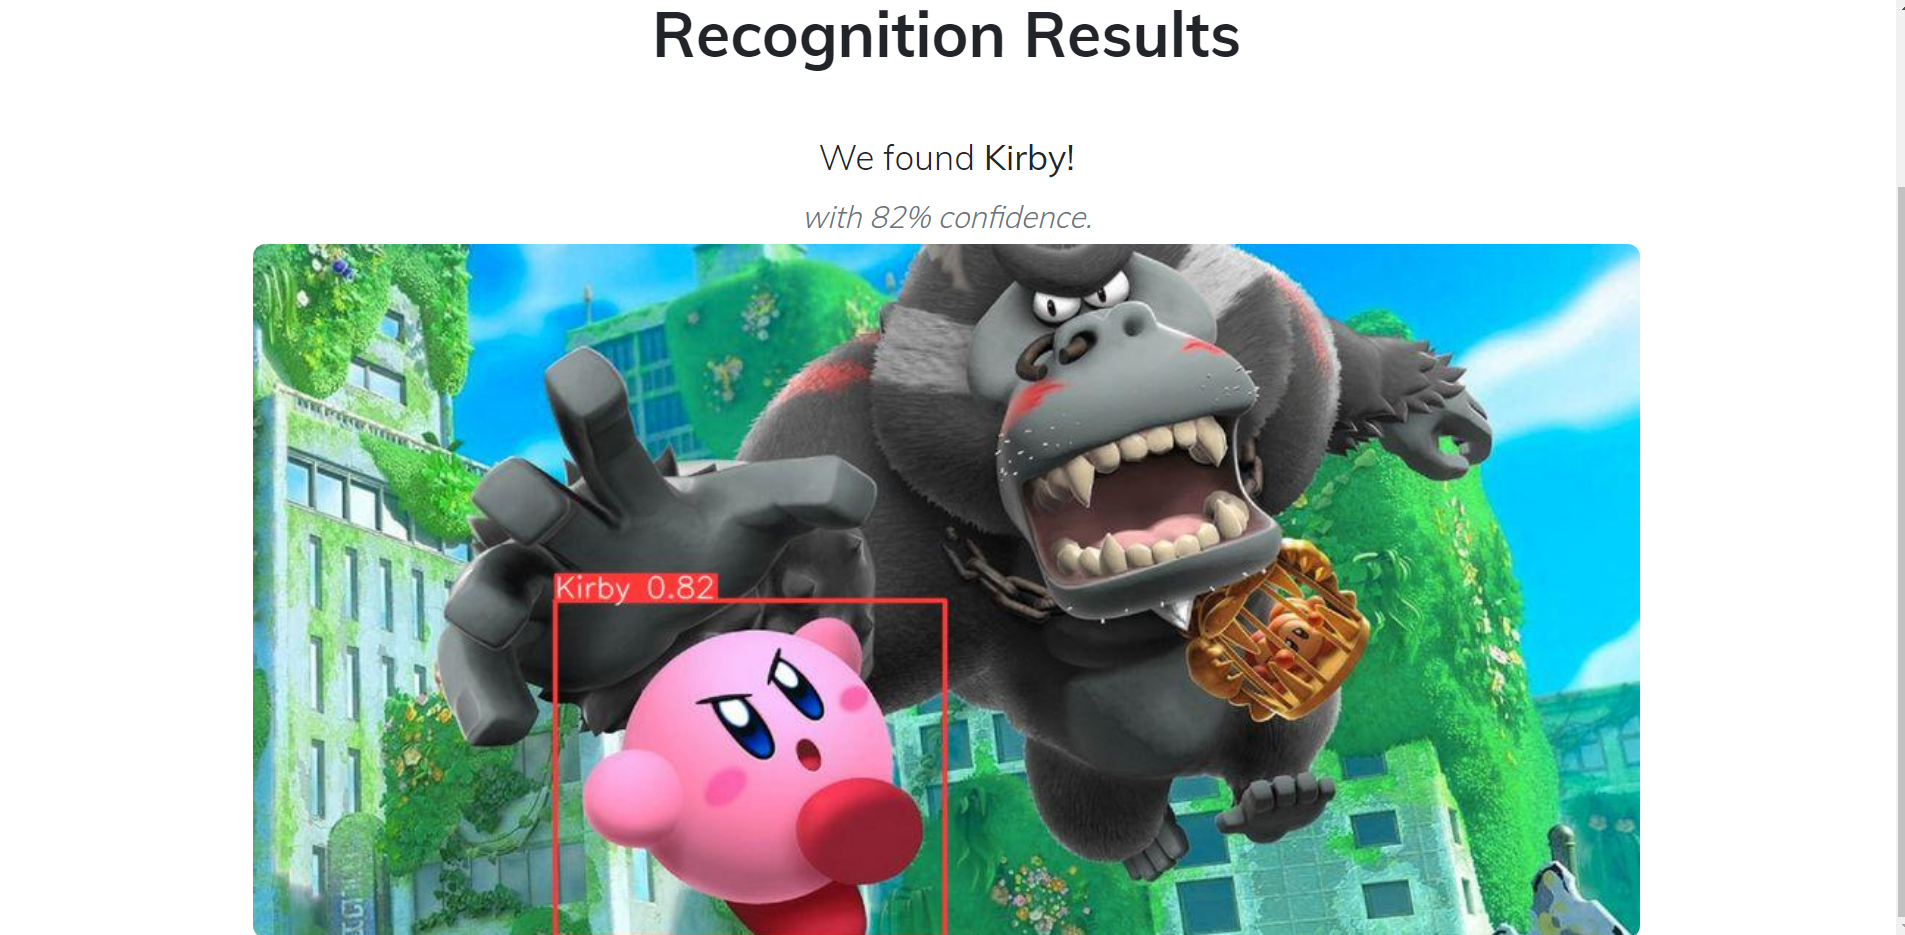 Recognition Results
We found Kirby!
with 82% confidence.
Kirby 0.82